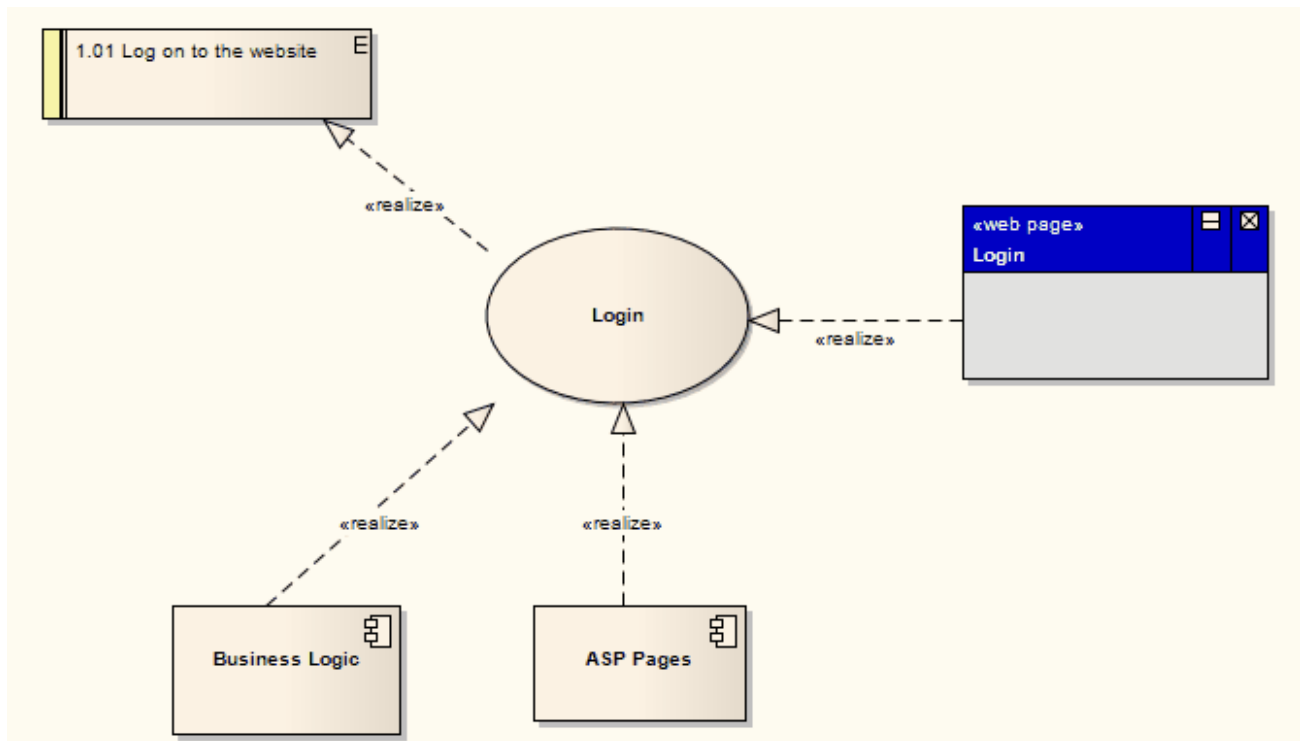 1.01 Log on to the website
E
«realize»
«web page»
Login
Login
«realize»
«realize»
«realize»
Business Logic
ASP Pages